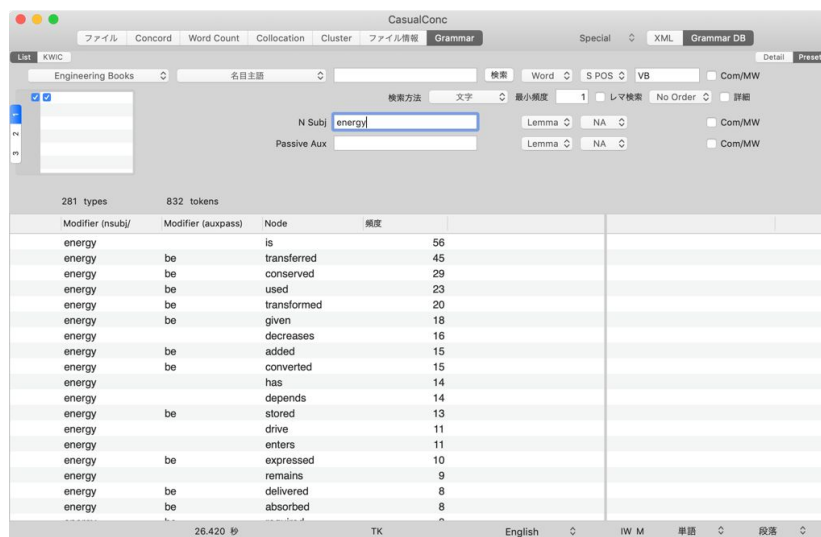 CasualConc
ファイル Concord Word Count Collocation Cluster ファイル情報 Grammar Special XML Grammar DB
List KWIC Detail Preset
Engineering Books 名目主語 検索 Word S POS VB Com/MW
検索方法 文字 最小頻度 1 レマ検索 No Order 詳細
1
2
3
N Subj energy Lemma NA Com/MW
Passive Aux Lemma NA Com/MW
281 types 832 tokens
Modifier (nsubj/ Modifier (auxpass) Node 頻度
energy is 56
energy be transferred 45
energy be conserved 29
energy be used 23
energy be transformed 20
energy be given 18
energy decreases 16
energy be added 15
energy be converted 15
energy has 14
energy depends 14
energy be stored 13
energy drive 11
energy enters 11
energy be expressed 10
energy remains 9
energy be delivered 8
energy be absorbed 8
26.420 秒 TK English IW M 単語 段落